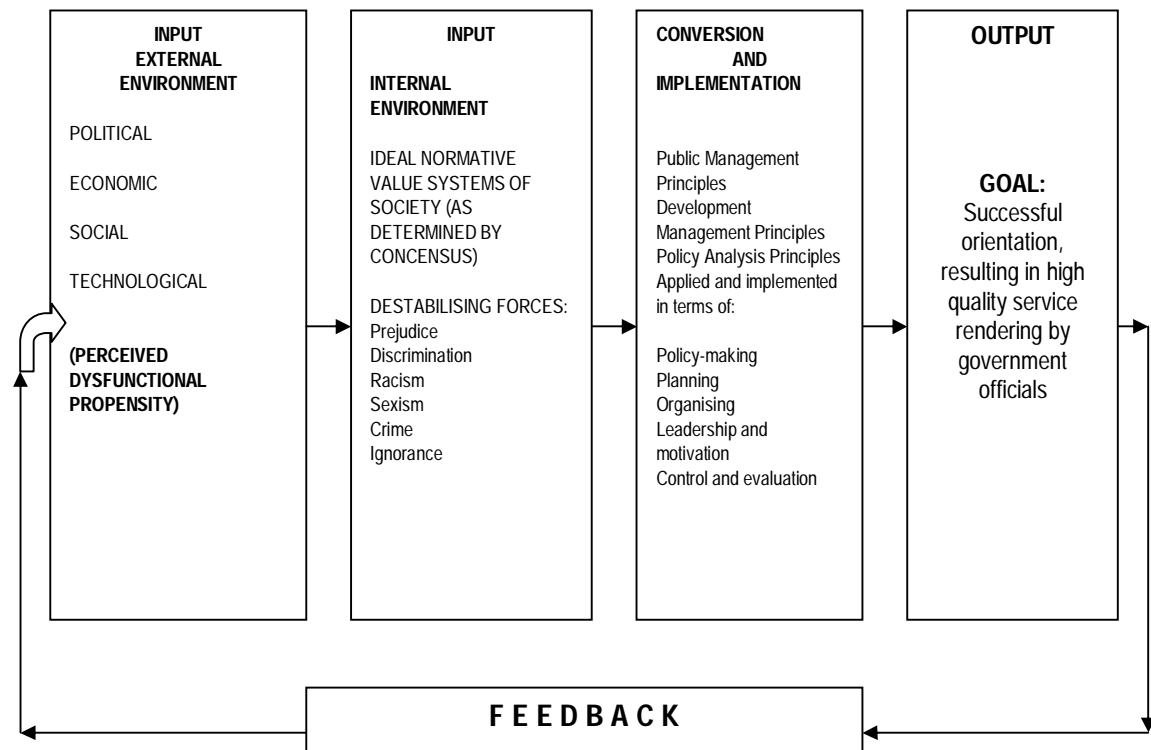 INPUT
EXTERNAL
ENVIRONMENT
POLITICAL
ECONOMIC
SOCIAL
TECHNOLOGICAL
(PERCEIVED
DYSFUNCTIONAL
PROPENSITY)
INPUT
INTERNAL
ENVIRONMENT
IDEAL NORMATIVE
VALUE SYSTEMS OF
SOCIETY (AS
DETERMINED BY
CONCENSUS)
DESTABILISING FORCES:
Prejudice
Discrimination
Racism
Sexism
Crime
Ignorance
CONVERSION
AND
IMPLEMENTATION
Public Management
Principles
Development
Management Principles
Policy Analysis Principles
Applied and implemented
in terms of:
Policy-making
Planning
Organising
Leadership and
motivation
Control and evaluation
OUTPUT
GOAL:
Successful
orientation,
resulting in high
quality service
rendering by
government
officials
FEEDBACK